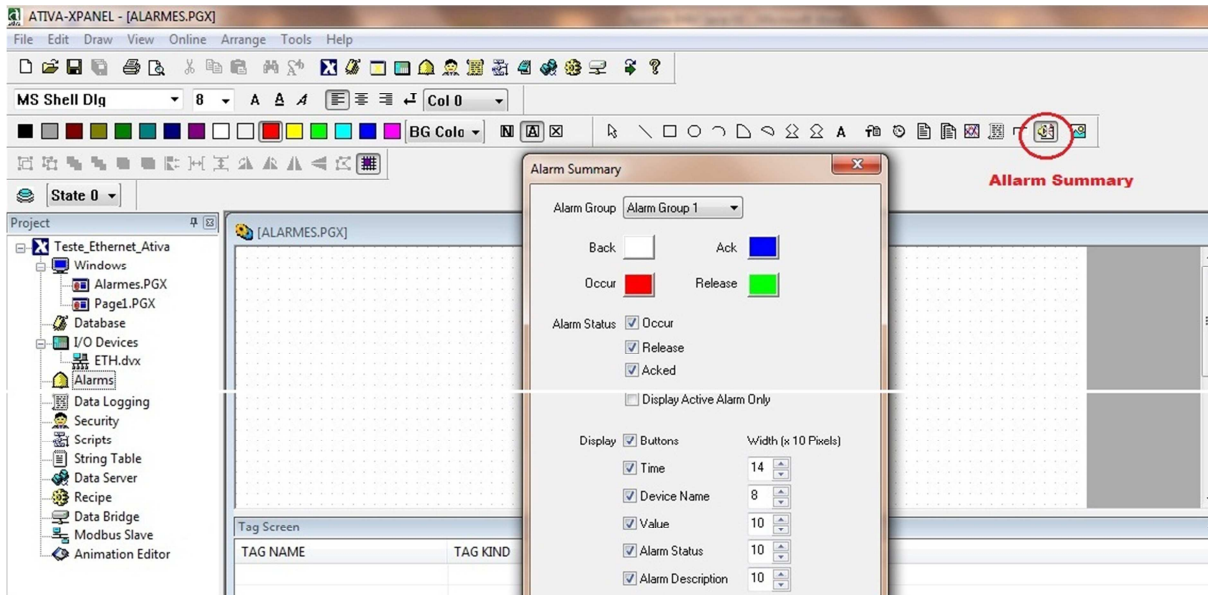 ATIVA-XPANEL - [ALARMES.PGX]
File Edit Draw View Online Arrange Tools Help
MS Shell Dlg 8 A A A Col 0
BG Colo N A A
Allarm Summary
State 0
Project
Teste_Ethernet_Ativa
Windows
Alarmes.PGX
Page1.PGX
Database
I/O Devices
ETH.dvx
Alarms
Data Logging
Security
Scripts
String Table
Data Server
Recipe
Data Bridge
Modbus Slave
Animation Editor
[ALARMES.PGX]
Tag Screen
TAG NAME TAG KIND
Alarm Summary
Alarm Group Alarm Group 1
Back Ack
Occur Release
Alarm Status Occur
Release
Acked
Display Active Alarm Only
Display Buttons Width (x 10 Pixels)
Time 14
Device Name 8
Value 10
Alarm Status 10
Alarm Description 10